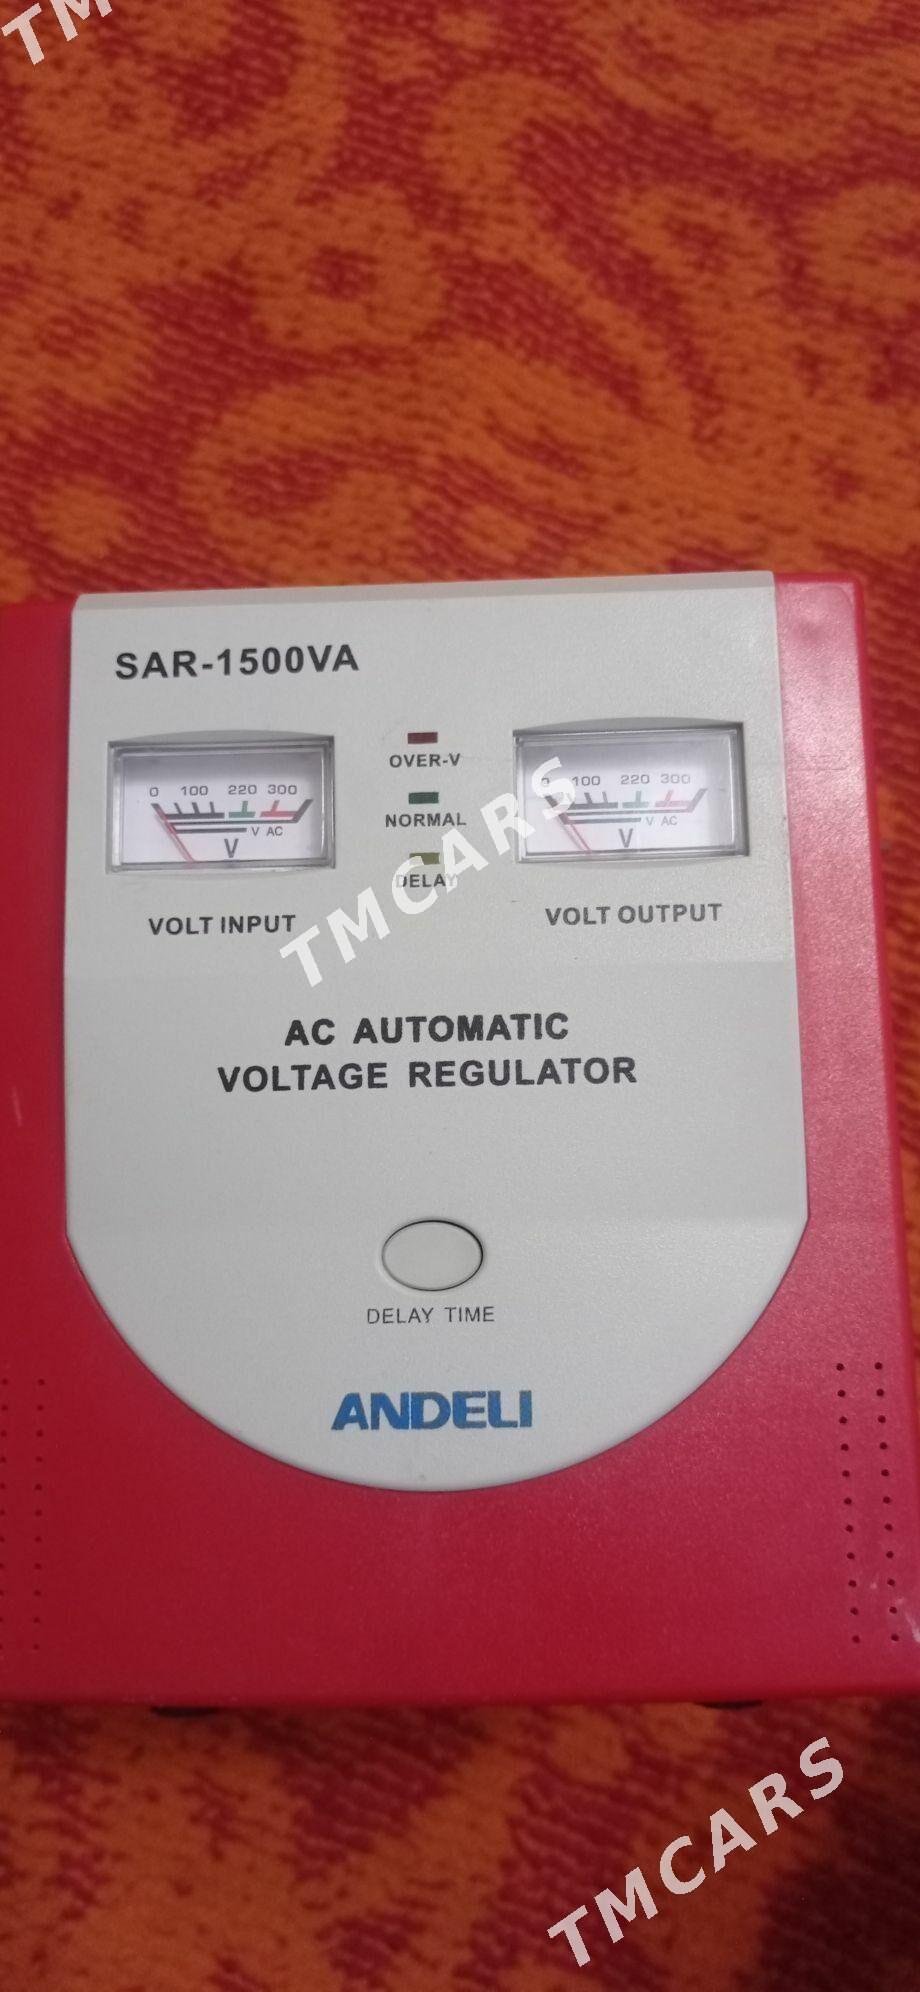 TM
SAR-1500VA
0 100 220 300
V AC
V
VOLT INPUT
OVER-V
NORMAL
DELAY
0 100 220 300
V AC
V
VOLT OUTPUT
TMCARS
AC AUTOMATIC
VOLTAGE REGULATOR
DELAY TIME
ANDELI
TMCARS